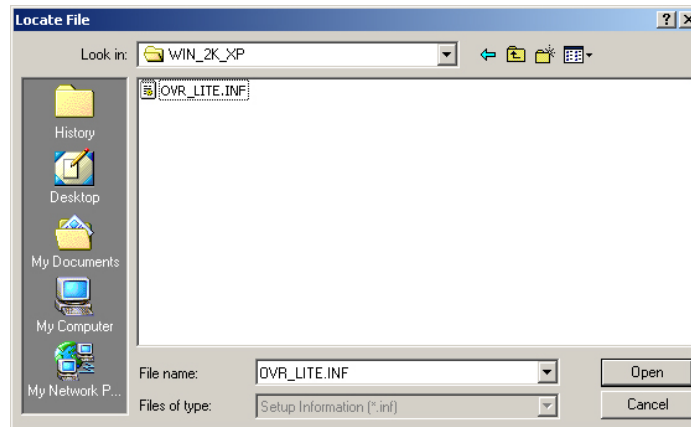 Locate File
Look in: WIN_2K_XP
OVR_LITE.INF
History
Desktop
My Documents
My Computer
My Network P...
File name: OVR_LITE.INF Open
Files of type: Setup Information (*.inf) Cancel